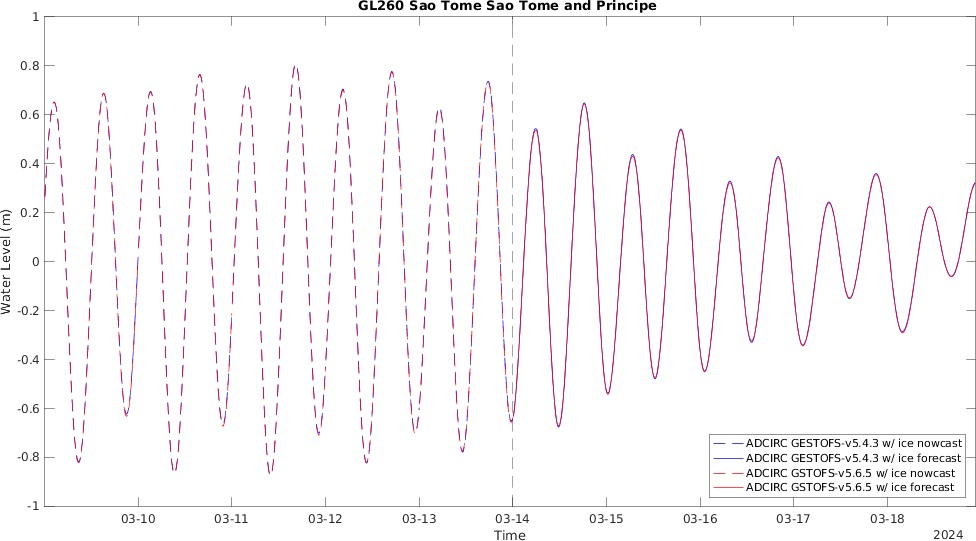 GL260 Sao Tome Sao Tome and Principe
1
0.8
0.6
0.4
0.2
0
-0.2
-0.4
-0.6
-0.8
-1
Water Level (m)
03-10 03-11 03-12 03-13 03-14 03-15 03-16 03-17 03-18
Time
2024
ADCIRC GESTOFS-v5.4.3 w/ ice nowcast
ADCIRC GESTOFS-v5.4.3 w/ ice forecast
ADCIRC GSTOFS-v5.6.5 w/ ice nowcast
ADCIRC GSTOFS-v5.6.5 w/ ice forecast